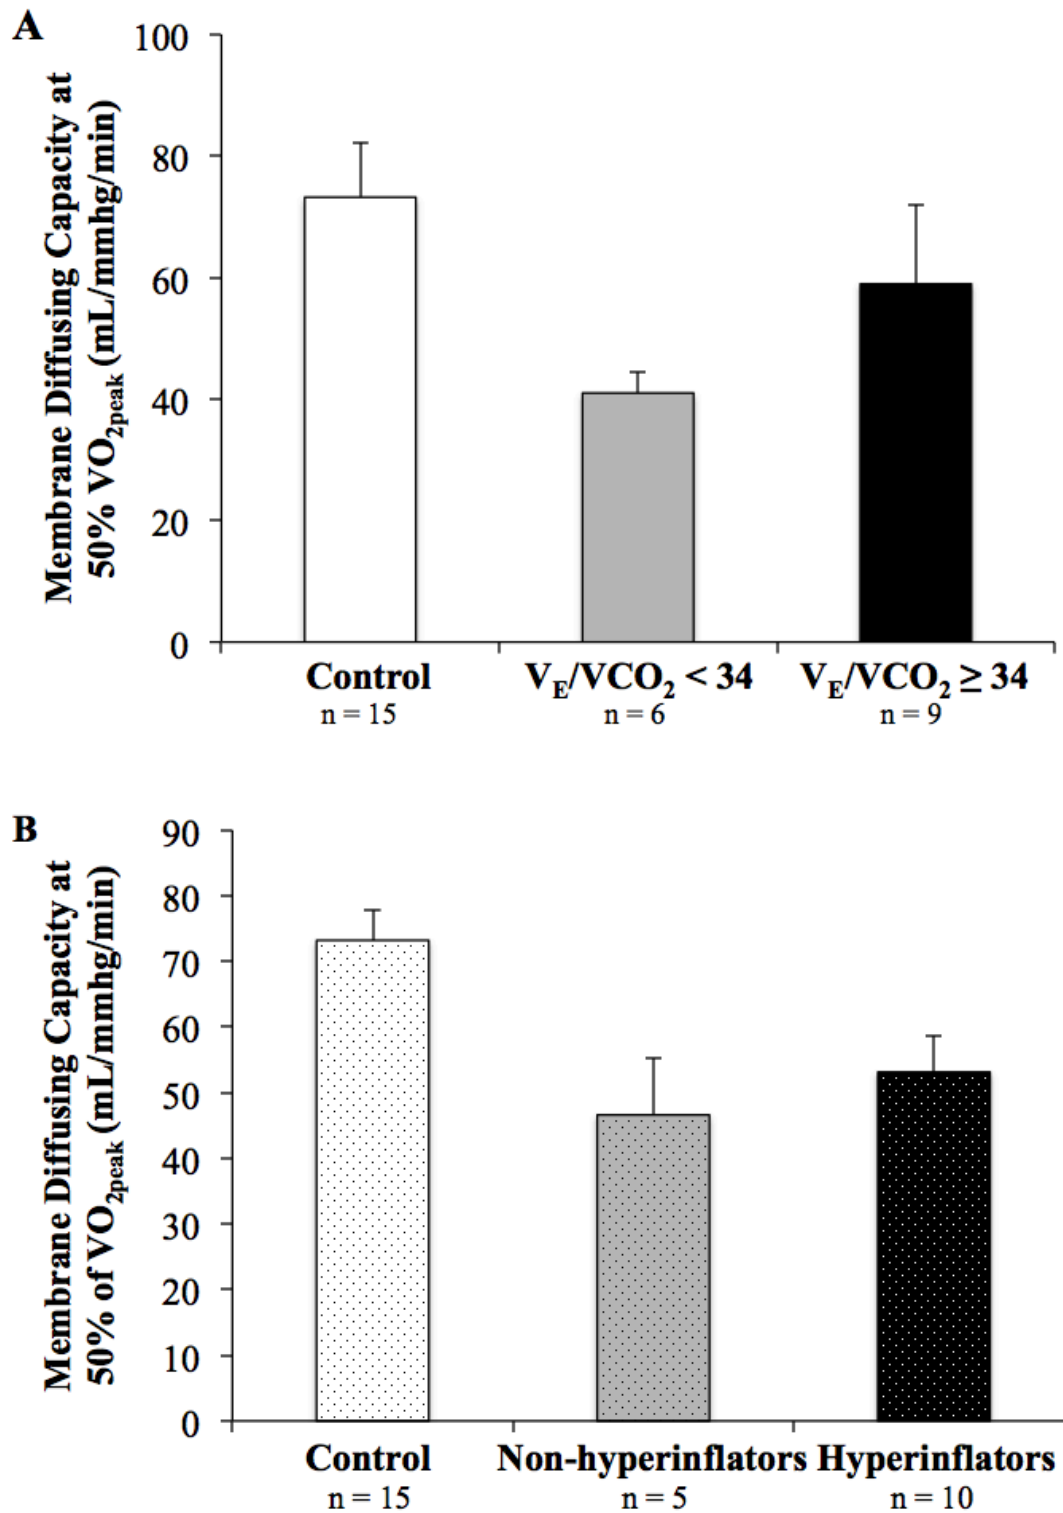 A
Membrane Diffusing Capacity at
50% VO2peak (mL/mmhg/min)
100
80
60
40
20
0
Control
VE/VCO2 < 34
VE/VCO2 ≥ 34
n = 15
n = 6
n = 9
B
Membrane Diffusing Capacity at
50% of VO2peak (mL/mmhg/min)
90
80
70
60
50
40
30
20
10
0
Control
Non-hyperinflators
Hyperinflators
n = 15
n = 5
n = 10